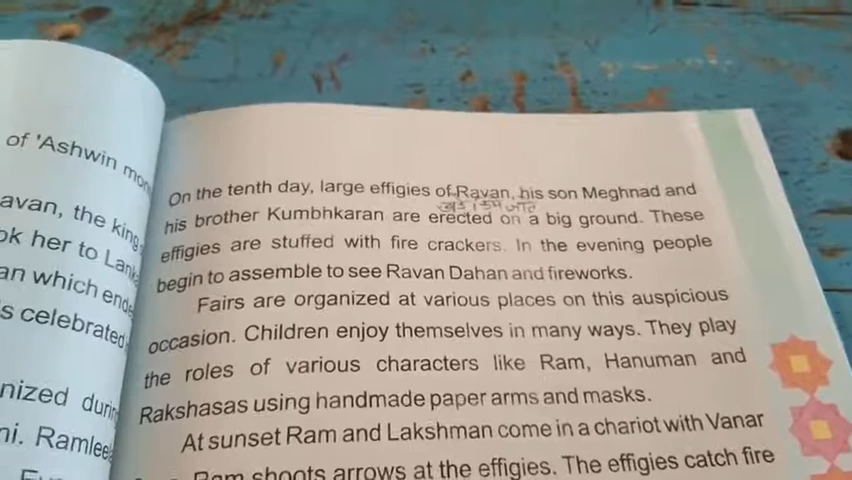 of 'Ashwin
avan, the king
ok her to Lanka
an which ende
s celebrated
nized durin
ni. Ramlee
On the tenth day, large effigies of Ravan, his son Meghnad and
his brother Kumbhkaran are erected on a big ground. These
effigies are stuffed with fire crackers. In the evening people
begin to assemble to see Ravan Dahan and fireworks.
Fairs are organized at various places on this auspicious
occasion. Children enjoy themselves in many ways. They play
the roles of various characters like Ram, Hanuman and
Rakshasas using handmade paper arms and masks.
At sunset Ram and Lakshman come in a chariot with Vanar
Ram shoots arrows at the effigies. The effigies catch fire